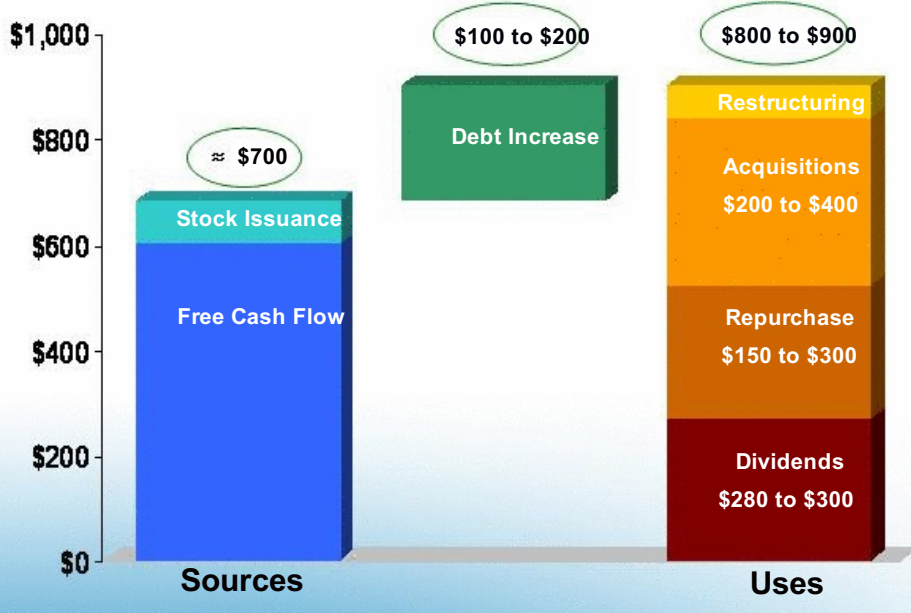 $1,000
$800
$600
$400
$200
$0
≈ $700
Stock Issuance
Free Cash Flow
Sources
$100 to $200
Debt Increase
$800 to $900
Restructuring
Acquisitions
$200 to $400
Repurchase
$150 to $300
Dividends
$280 to $300
Uses